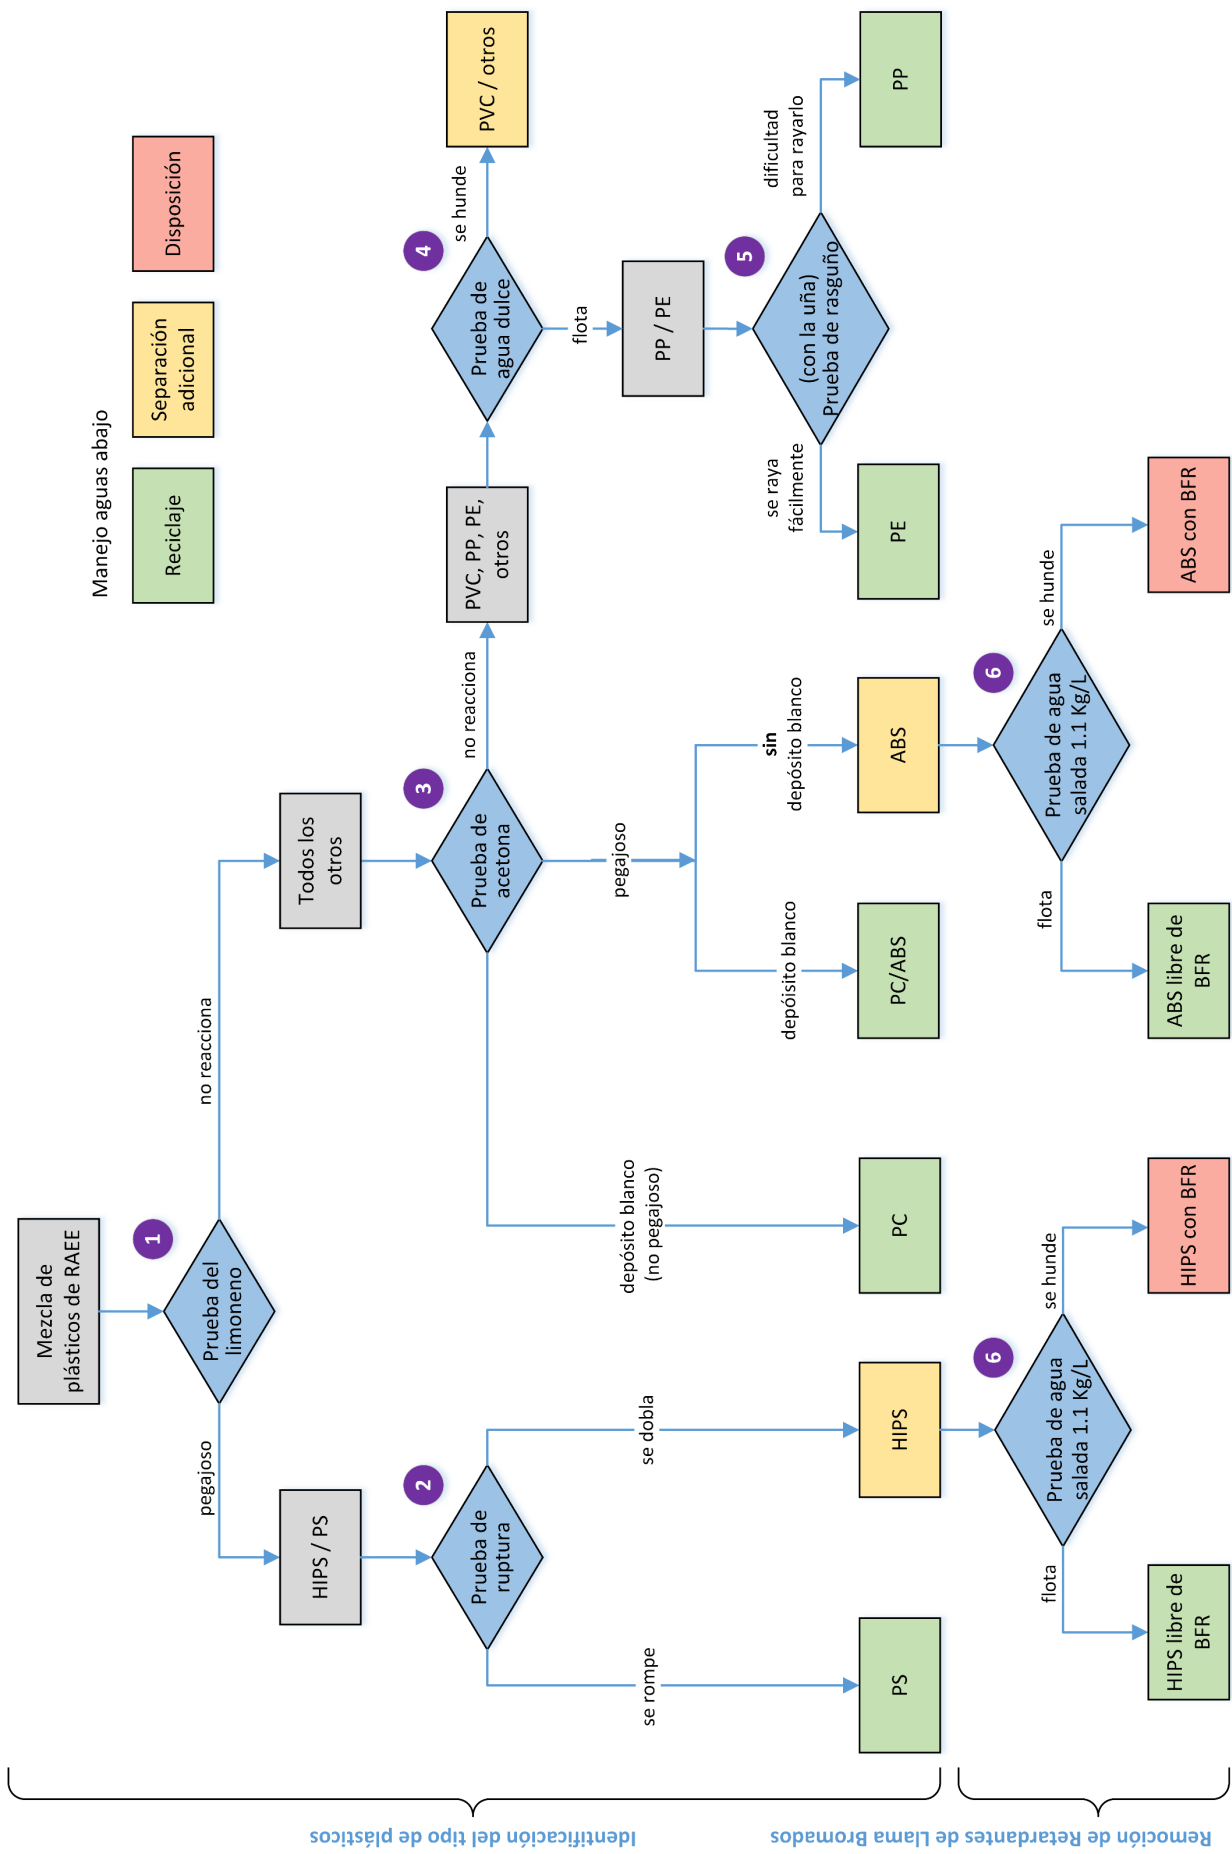 Mezcla de
plásticos de RAEE
Manejo aguas abajo
Reciclaje
Separación
adicional
Disposición
1
Prueba del
limoneno
pegajoso
no reacciona
HIPS / PS
Todos los
otros
2
Prueba de
ruptura
se rompe
se dobla
3
Prueba de
acetona
no reacciona
PVC, PP, PE,
otros
4
Prueba de
agua dulce
se hunde
PVC / otros
flota
PP / PE
5
(con la uña)
Prueba de rasguño
se raya
fácilmente
dificultad
para rayarlo
depósito blanco
(no pegajoso)
pegajoso
depóisito blanco
sin
depósito blanco
PS
HIPS
PC
PC/ABS
ABS
PE
PP
6
Prueba de agua
salada 1.1 Kg/L
flota
se hunde
HIPS libre de
BFR
HIPS con BFR
6
Prueba de agua
salada 1.1 Kg/L
flota
se hunde
ABS libre de
BFR
ABS con BFR
Identificación del tipo de plásticos
Remoción de Retardantes de Llama Bromados